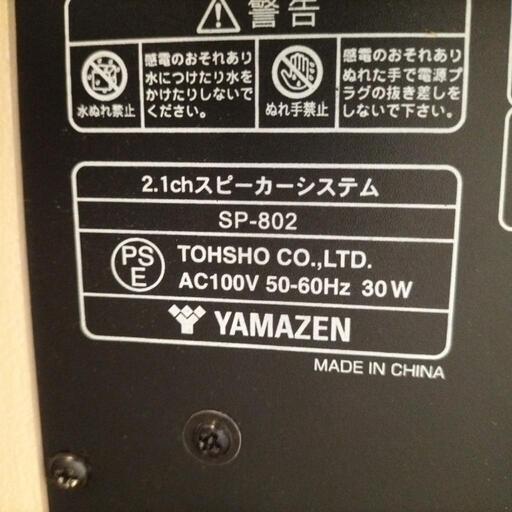 警告
感電のおそれあり
水につけたり水を
かけたりしないで
ください。
水ぬれ禁止
感電のおそれあり
ぬれた手で電源プ
ラグの抜き差しを
しないで下さい。
ぬれ手禁止
2.1chスピーカーシステム
SP-802
PS
E
TOHSHO CO.,LTD.
AC100V 50-60Hz 30W
YAMAZEN
MADE IN CHINA